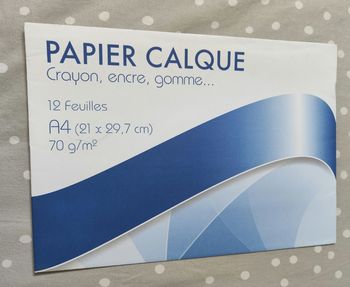 PAPIER CALQUE
Crayon, encre, gomme...
12 Feuilles
A4 (21 x 29,7 cm)
70 g/m²